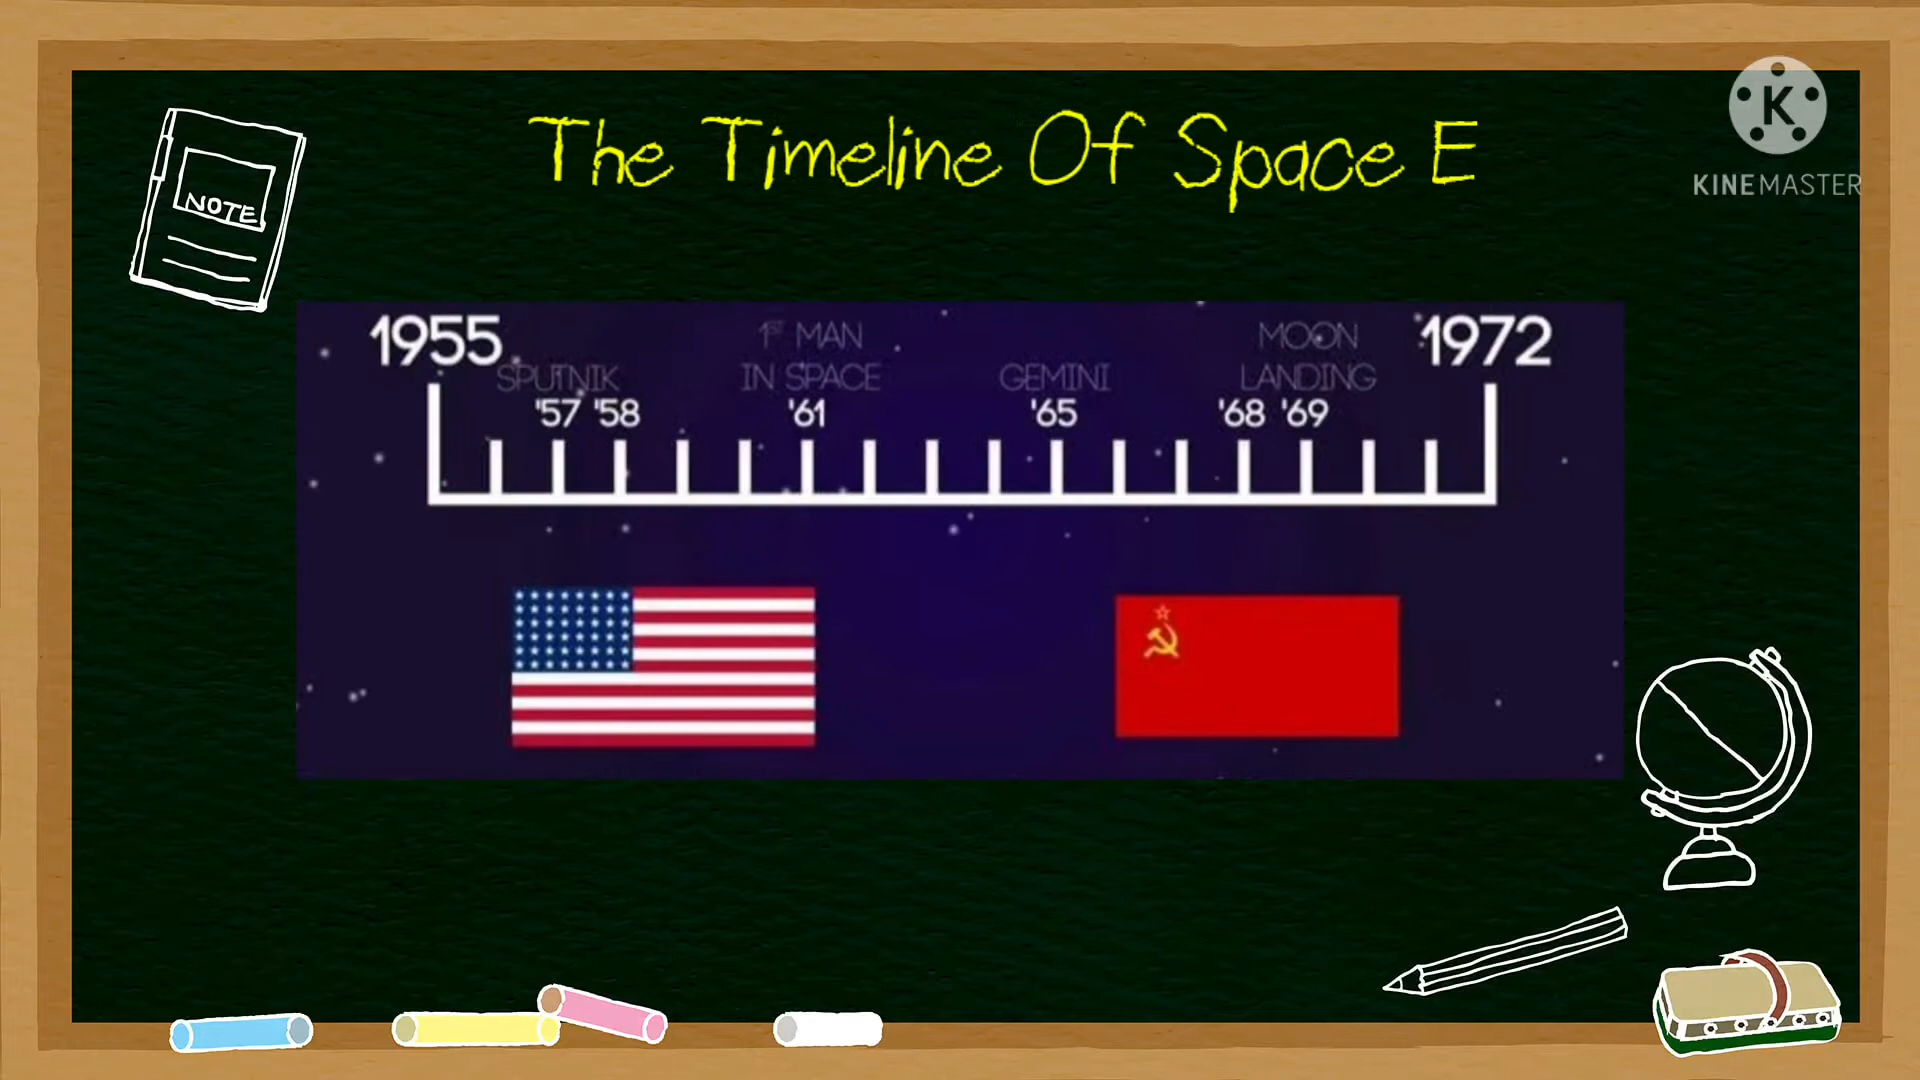 The Timeline Of Space E
K
KINEMASTER
NOTE
1955
1972
SPUTNIK
1ST MAN
IN SPACE
GEMINI
MOON
LANDING
'57 '58
'61
'65
'68 '69